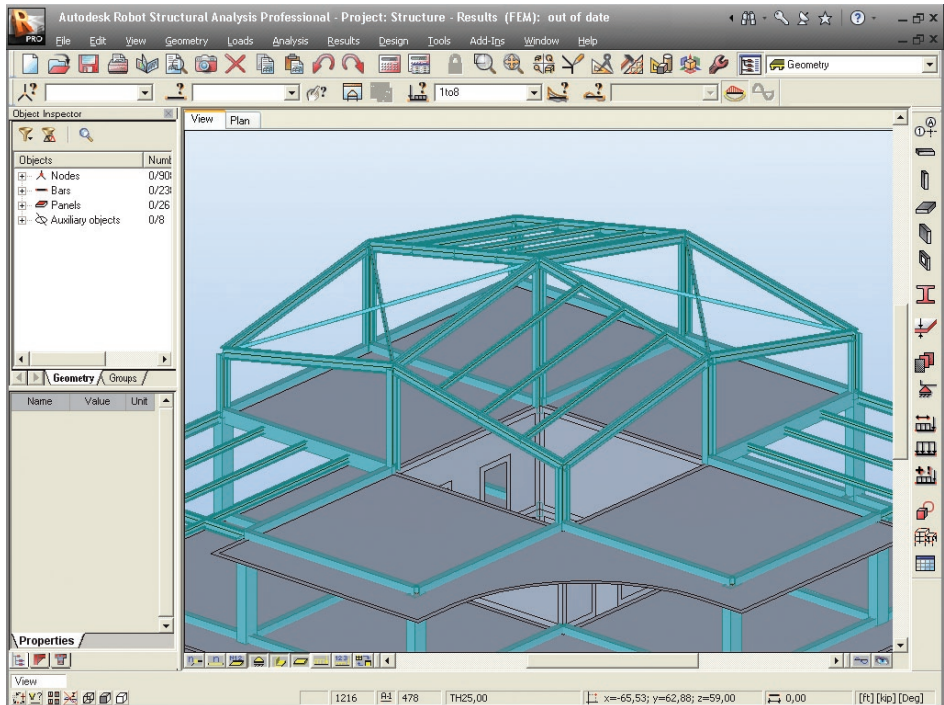 Autodesk Robot Structural Analysis Professional - Project: Structure - Results (FEM): out of date
PRO File Edit View Geometry Loads Analysis Results Design Tools Add-Ins Window Help
Geometry
1to8
Object Inspector
View Plan
Objects Numb
Nodes 0/90
Bars 0/23
Panels 0/26
Auxiliary objects 0/8
Geometry Groups
Name Value Unit
Properties
View
1216 478 TH25,00 x=-65,53; y=62,88; z=59,00 0,00 [ft] [kip] [Deg]